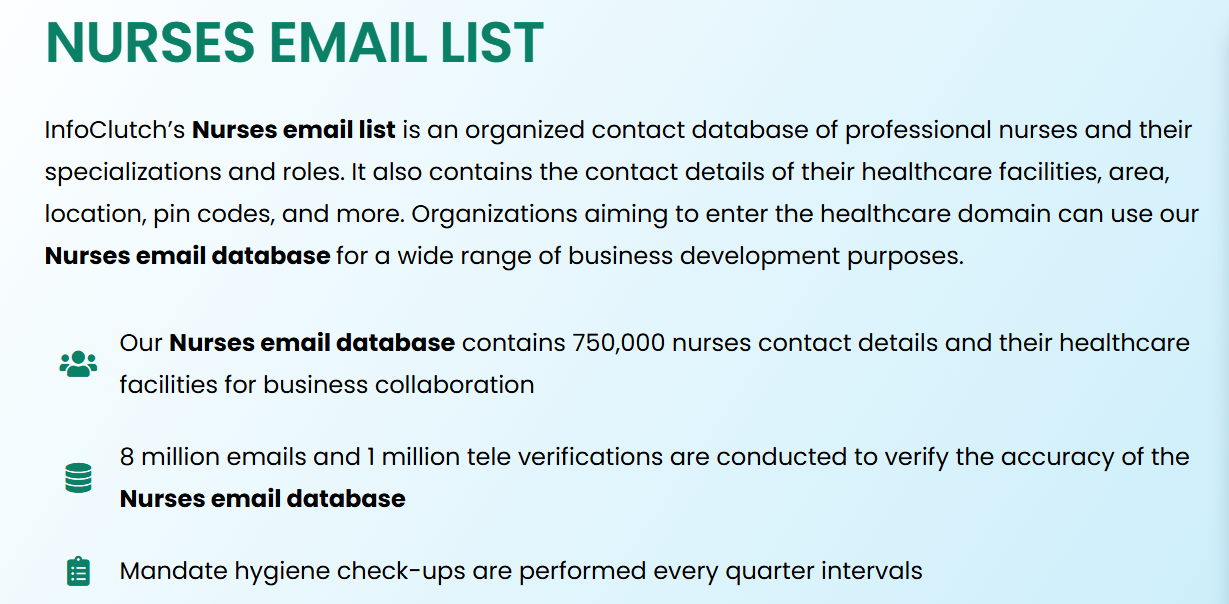 NURSES EMAIL LIST
InfoClutch’s Nurses email list is an organized contact database of professional nurses and their
specializations and roles. It also contains the contact details of their healthcare facilities, area,
location, pin codes, and more. Organizations aiming to enter the healthcare domain can use our
Nurses email database for a wide range of business development purposes.
Our Nurses email database contains 750,000 nurses contact details and their healthcare
facilities for business collaboration
8 million emails and 1 million tele verifications are conducted to verify the accuracy of the
Nurses email database
Mandate hygiene check-ups are performed every quarter intervals